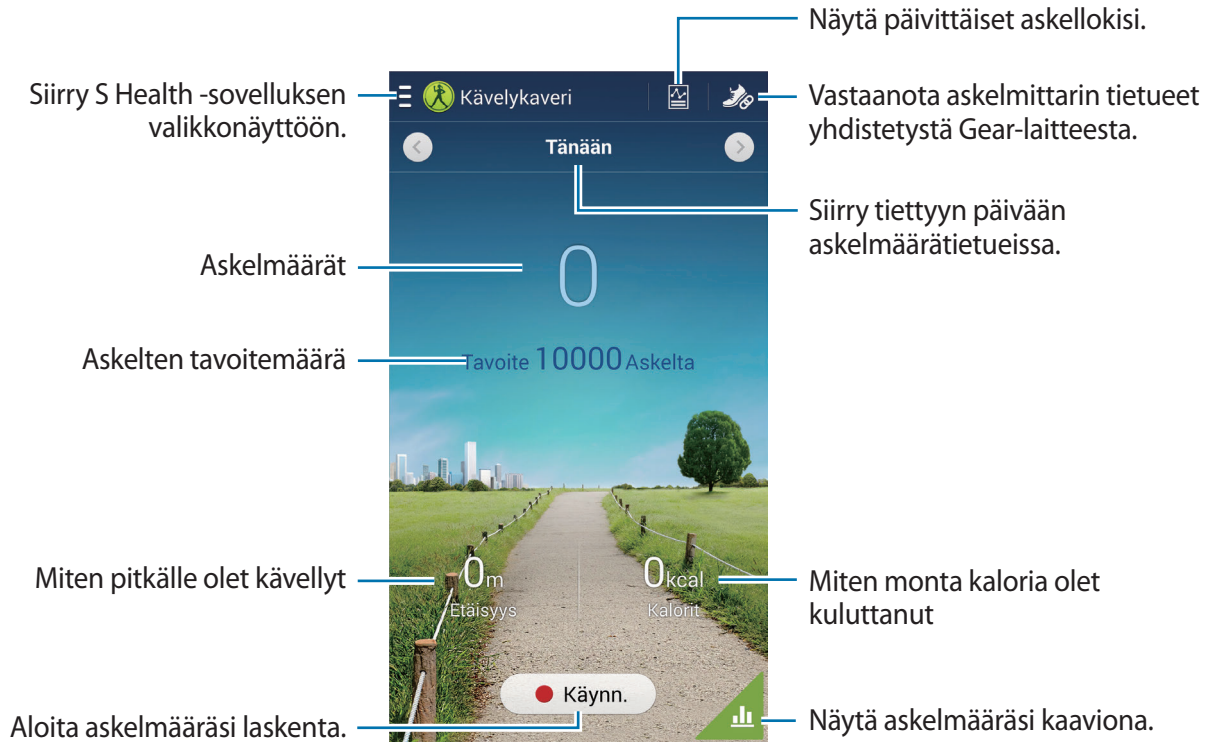 Näytä päivittäiset askellokisi.
Siirry S Health -sovelluksen
valikkonäyttöön.
Kävelykaveri
Vastaanota askelmittarin tietueet
yhdistetystä Gear-laitteesta.
Tänään
Siirry tiettyyn päivään
askelmäärätietueissa.
Askelmäärät
0
Askelten tavoitemäärä
Tavoite 10000 Askelta
Miten pitkälle olet kävellyt
0m
Etäisyys
0kcal
Kalorit
Miten monta kaloria olet
kuluttanut
Käynn.
Aloita askelmääräsi laskenta.
Näytä askelmääräsi kaaviona.